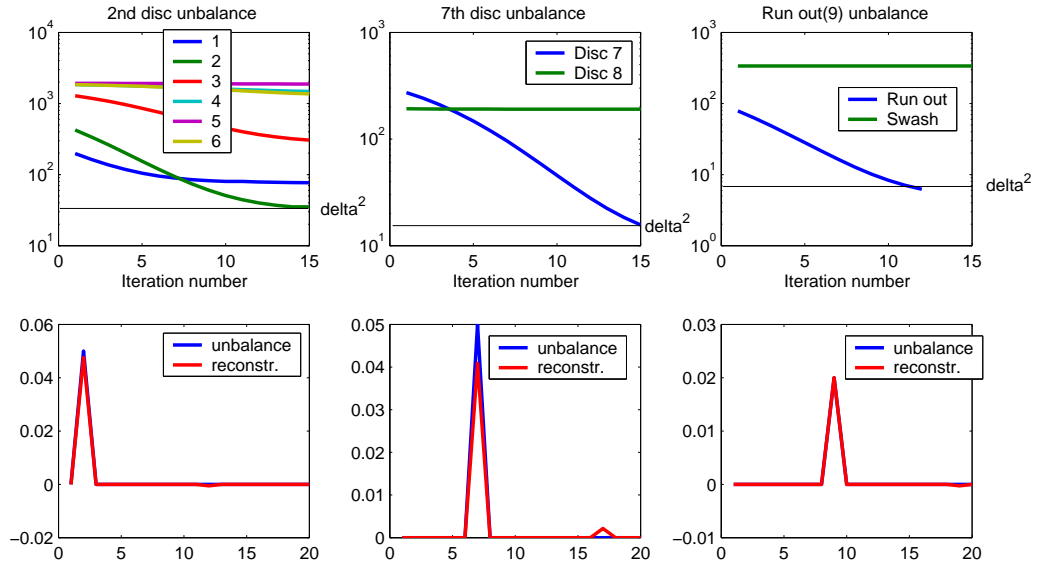 2nd disc unbalance
10^4
10^3
10^2
10^1
1
2
3
4
5
6
delta^2
0 5 10 15
Iteration number
7th disc unbalance
10^3
10^2
10^1
Disc 7
Disc 8
delta^2
0 5 10 15
Iteration number
Run out(9) unbalance
10^3
10^2
10^1
10^0
Run out
Swash
delta^2
0 5 10 15
Iteration number
0.06
0.04
0.02
0
−0.02
unbalance
reconstr.
0 5 10 15 20
0.05
0.04
0.03
0.02
0.01
0
unbalance
reconstr.
0 5 10 15 20
0.03
0.02
0.01
0
−0.01
unbalance
reconstr.
0 5 10 15 20